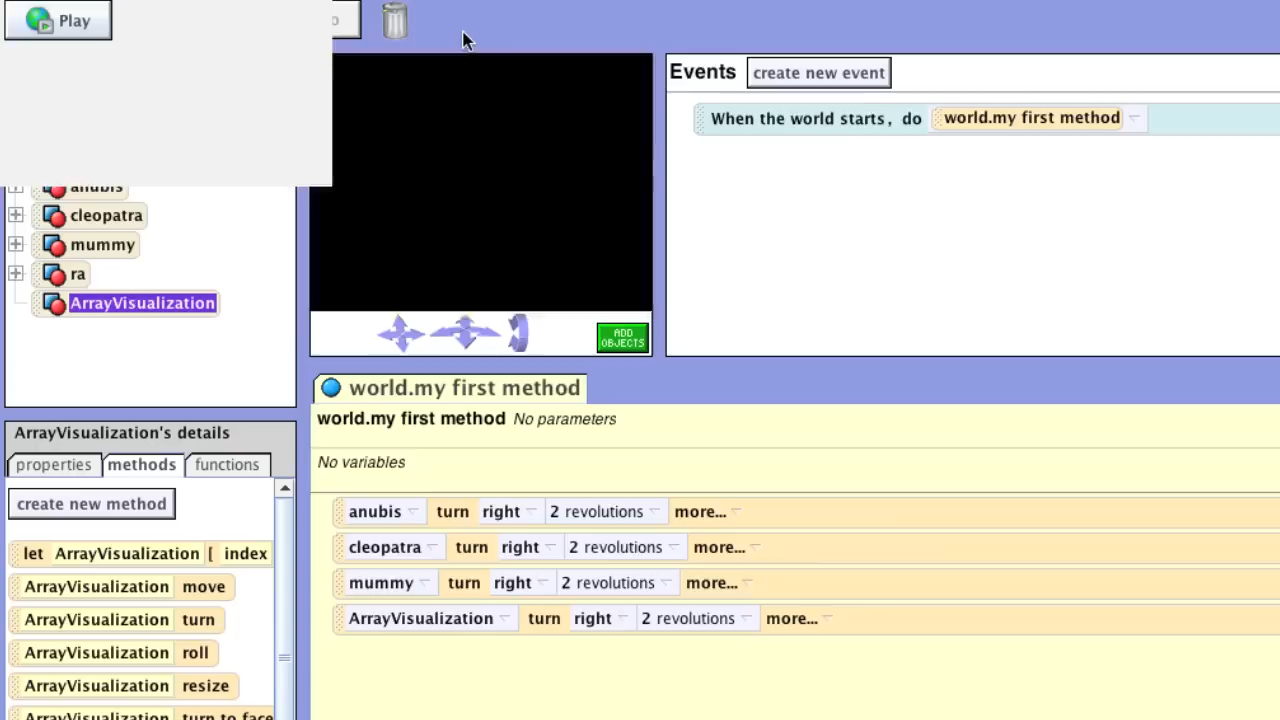 Play
Events create new event
When the world starts, do world.my first method
anubis
cleopatra
mummy
ra
ArrayVisualization
ADD
OBJECTS
world.my first method
world.my first method No parameters
No variables
anubis turn right 2 revolutions more...
cleopatra turn right 2 revolutions more...
mummy turn right 2 revolutions more...
ArrayVisualization turn right 2 revolutions more...
ArrayVisualization's details
properties methods functions
create new method
let ArrayVisualization [ index
ArrayVisualization move
ArrayVisualization turn
ArrayVisualization roll
ArrayVisualization resize
ArrayVisualization turn to face